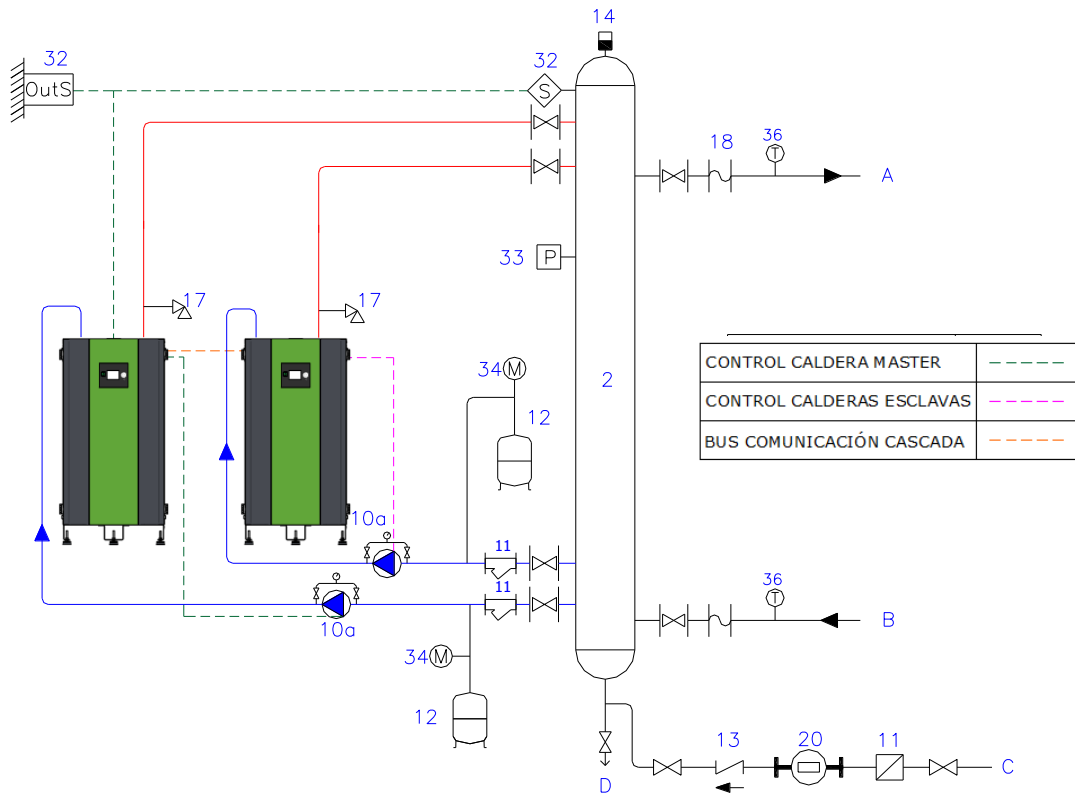 14
32
32
OutS
S
36
T
18
A
33
P
17
17
CONTROL CALDERA MASTER
34
M
2
12
CONTROL CALDERAS ESCLAVAS
BUS COMUNICACIÓN CASCADA
10a
11
11
36
T
B
10a
34
M
12
13
20
11
C
D